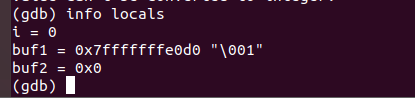 (gdb) info locals
i = 0
buf1 = 0x7fffffffe0d0 "\001"
buf2 = 0x0
(gdb)